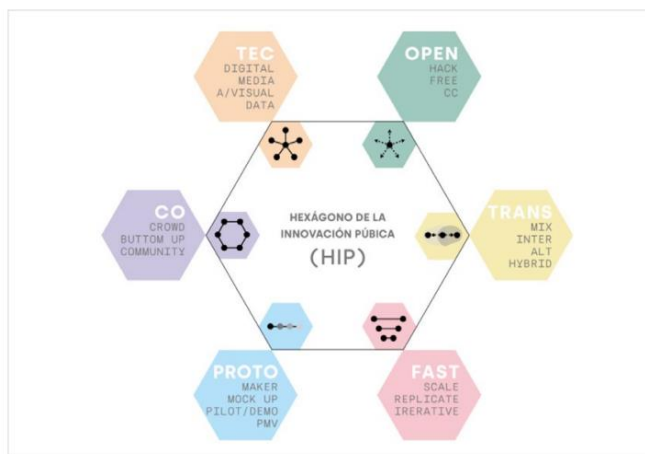 TEC
DIGITAL
MEDIA
A/VISUAL
DATA
OPEN
HACK
FREE
CC
CO
CROWD
BUTTOM UP
COMMUNITY
HEXÁGONO DE LA
INNOVACIÓN PÚBICA
(HIP)
TRANS
MIX
INTER
ALT
HYBRID
PROTO
MAKER
MOCK UP
PILOT/DEMO
PMV
FAST
SCALE
REPLICATE
IRERATIVE